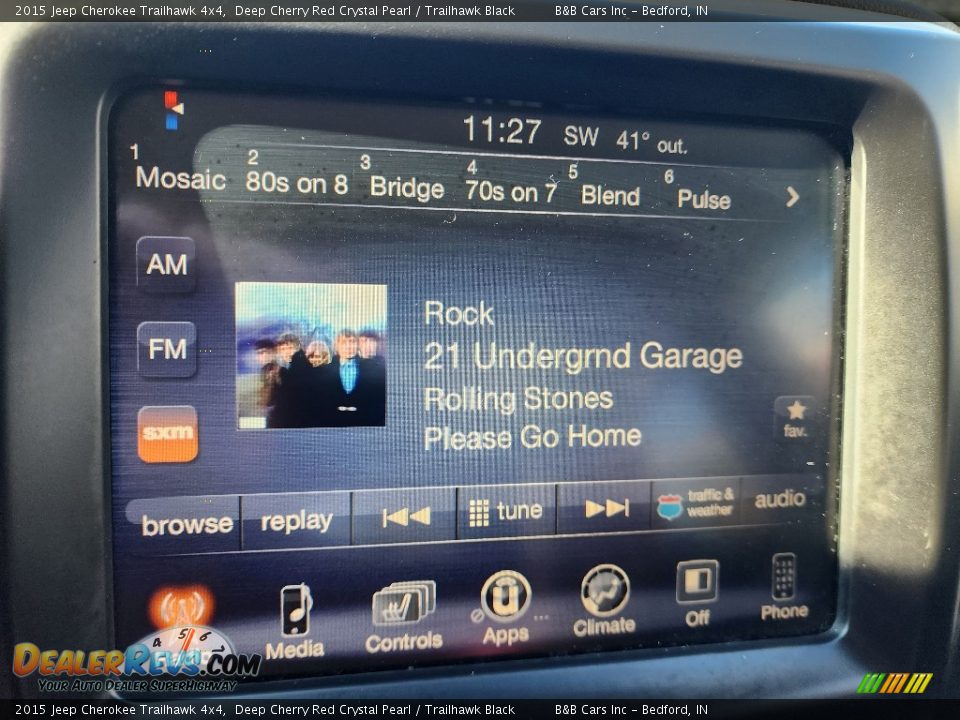 2015 Jeep Cherokee Trailhawk 4x4, Deep Cherry Red Crystal Pearl / Trailhawk Black B&B Cars Inc - Bedford, IN
11:27 SW 41° out.
1 2 3 4 5 6
Mosaic 80s on 8 Bridge 70s on 7 Blend Pulse
AM
Rock
FM
21 Undergrnd Garage
Rolling Stones
sxm
Please Go Home
fav.
browse replay tune traffic & weather audio
Media Controls Apps Climate Off Phone
4 5 6
DealerRevs.com
Your Auto Dealer SuperHighway
2015 Jeep Cherokee Trailhawk 4x4, Deep Cherry Red Crystal Pearl / Trailhawk Black B&B Cars Inc - Bedford, IN